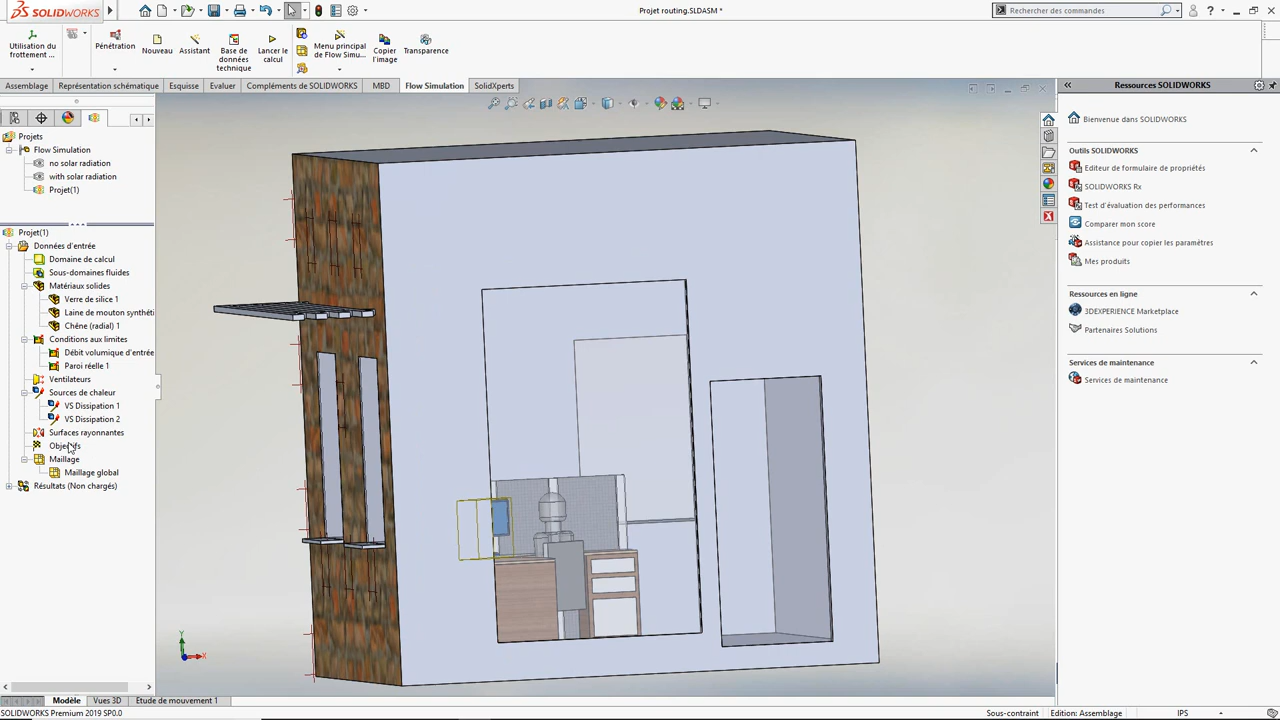 SOLIDWORKS
Projet routing.SLDASM *
Rechercher des commandes
Utilisation du frottement ...
Pénétration
Nouveau
Assistant
Base de données technique
Lancer le calcul
Menu principal de Flow Simu...
Copier l'image
Transparence
Assemblage
Représentation schématique
Esquisse
Evaluer
Compléments de SOLIDWORKS
MBD
Flow Simulation
SolidXperts
Projets
Flow Simulation
no solar radiation
with solar radiation
Projet(1)
Projet(1)
Données d'entrée
Domaine de calcul
Sous-domaines fluides
Matériaux solides
Verre de silice 1
Laine de mouton synthéti
Chêne (radial) 1
Conditions aux limites
Débit volumique d'entrée
Paroi réelle 1
Ventilateurs
Sources de chaleur
VS Dissipation 1
VS Dissipation 2
Surfaces rayonnantes
Objectifs
Maillage
Maillage global
Résultats (Non chargés)
Y
X
Ressources SOLIDWORKS
Bienvenue dans SOLIDWORKS
Outils SOLIDWORKS
Editeur de formulaire de propriétés
SOLIDWORKS Rx
Test d'évaluation des performances
Comparer mon score
Assistance pour copier les paramètres
Mes produits
Ressources en ligne
3DEXPERIENCE Marketplace
Partenaires Solutions
Services de maintenance
Services de maintenance
Modèle
Vues 3D
Etude de mouvement 1
SOLIDWORKS Premium 2019 SP0.0
Sous-contraint
Edition: Assemblage
IPS